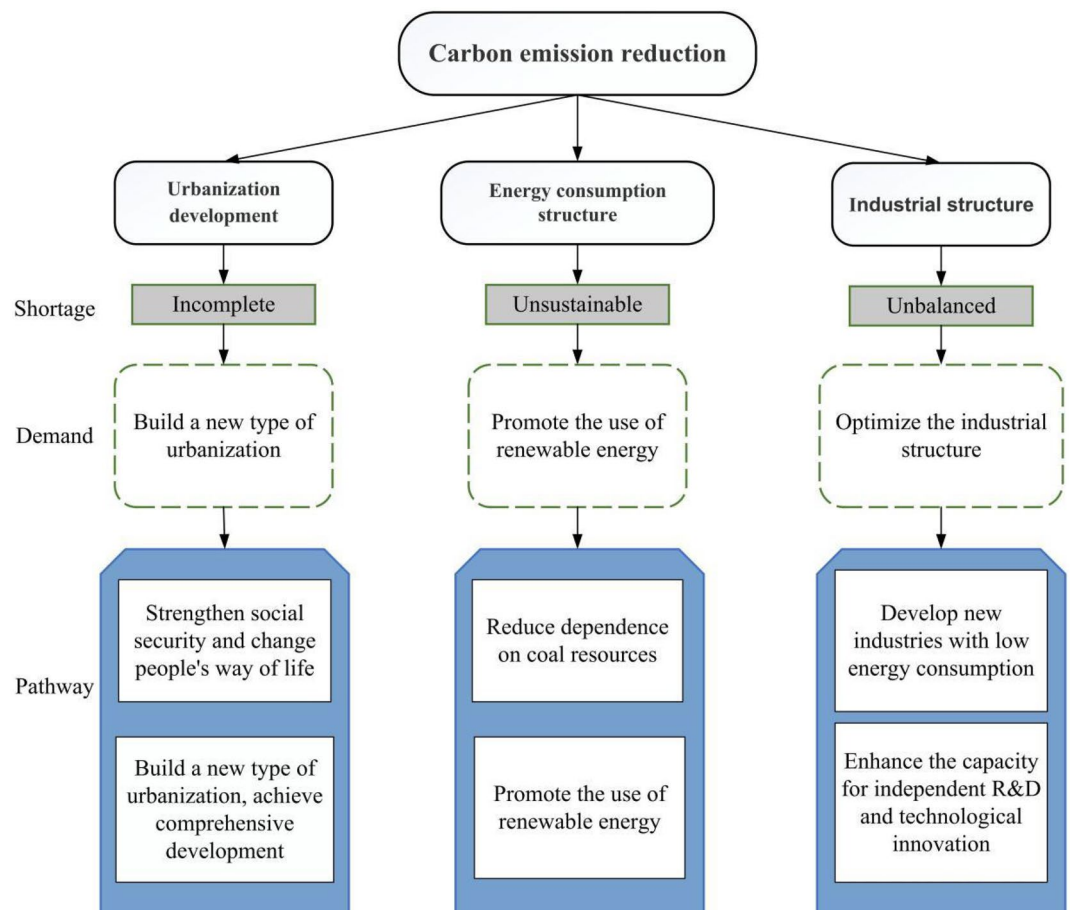 Carbon emission reduction
Urbanization
development
Energy consumption
structure
Industrial structure
Shortage
Incomplete
Unsustainable
Unbalanced
Demand
Build a new type of
urbanization
Promote the use of
renewable energy
Optimize the industrial
structure
Pathway
Strengthen social
security and change
people's way of life
Reduce dependence
on coal resources
Develop new
industries with low
energy consumption
Build a new type of
urbanization, achieve
comprehensive
development
Promote the use of
renewable energy
Enhance the capacity
for independent R&D
and technological
innovation